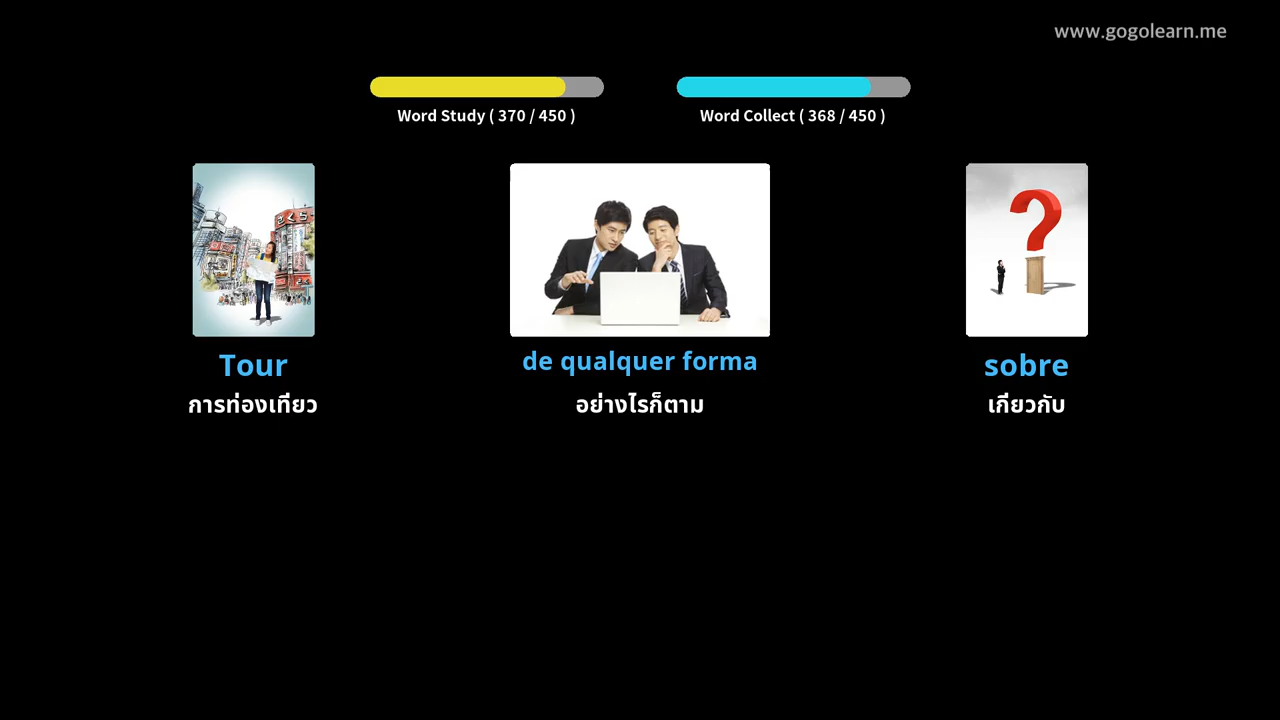 www.gogolearn.me
Word Study ( 370 / 450 )
Word Collect ( 368 / 450 )
Tour
de qualquer forma
sobre
การท่องเที่ยว
อย่างไรก็ตาม
เกี่ยวกับ